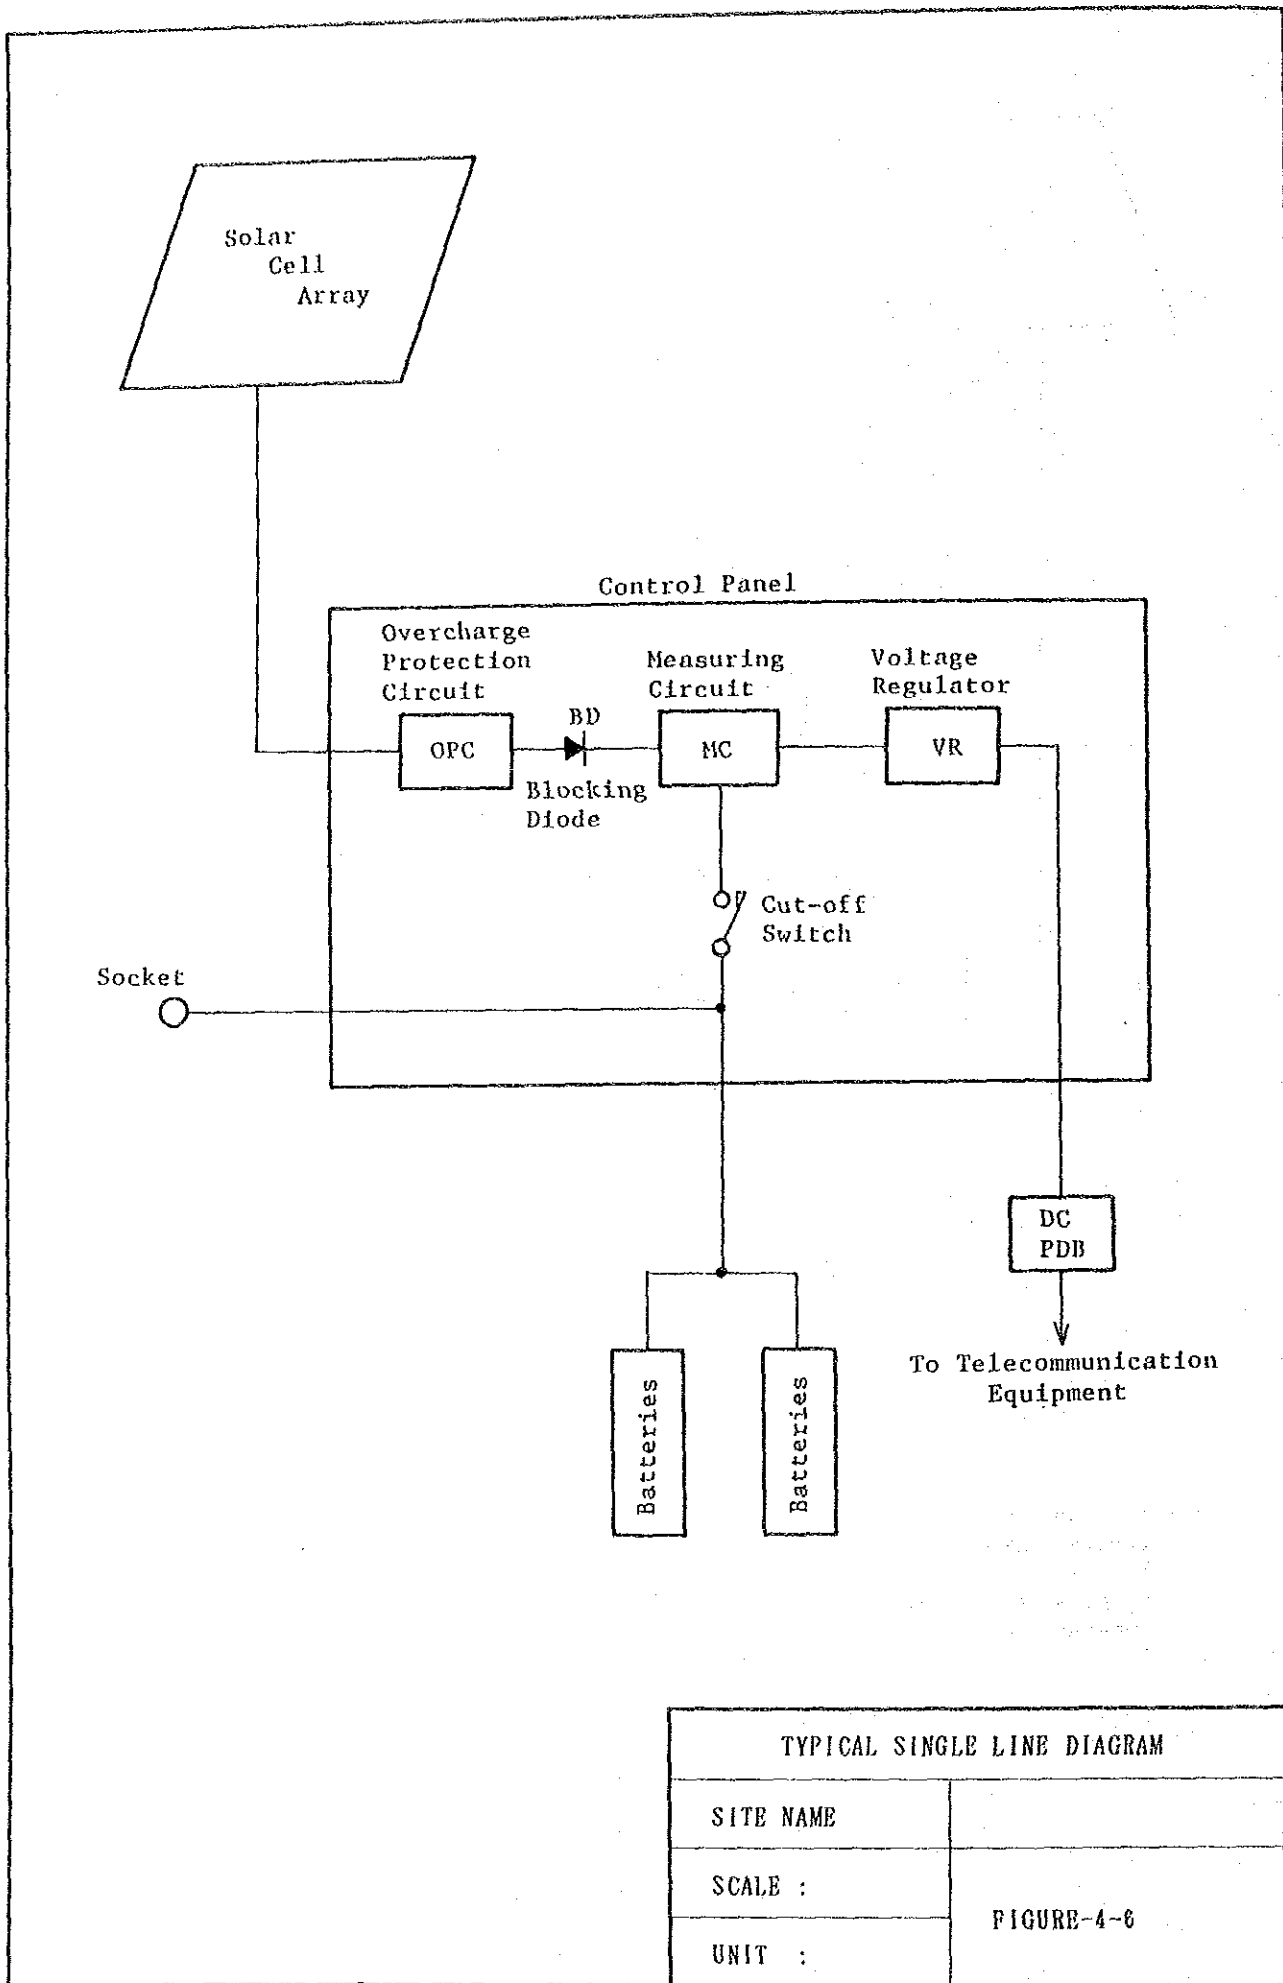 Solar
Cell
Array
Control Panel
Overcharge
Protection
Circuit
OPC
BD
Blocking
Diode
Measuring
Circuit
MC
Voltage
Regulator
VR
Cut-off
Switch
Socket
DC
PDB
To Telecommunication
Equipment
Batteries
Batteries
TYPICAL SINGLE LINE DIAGRAM
SITE NAME
SCALE :
UNIT :
FIGURE-4-6